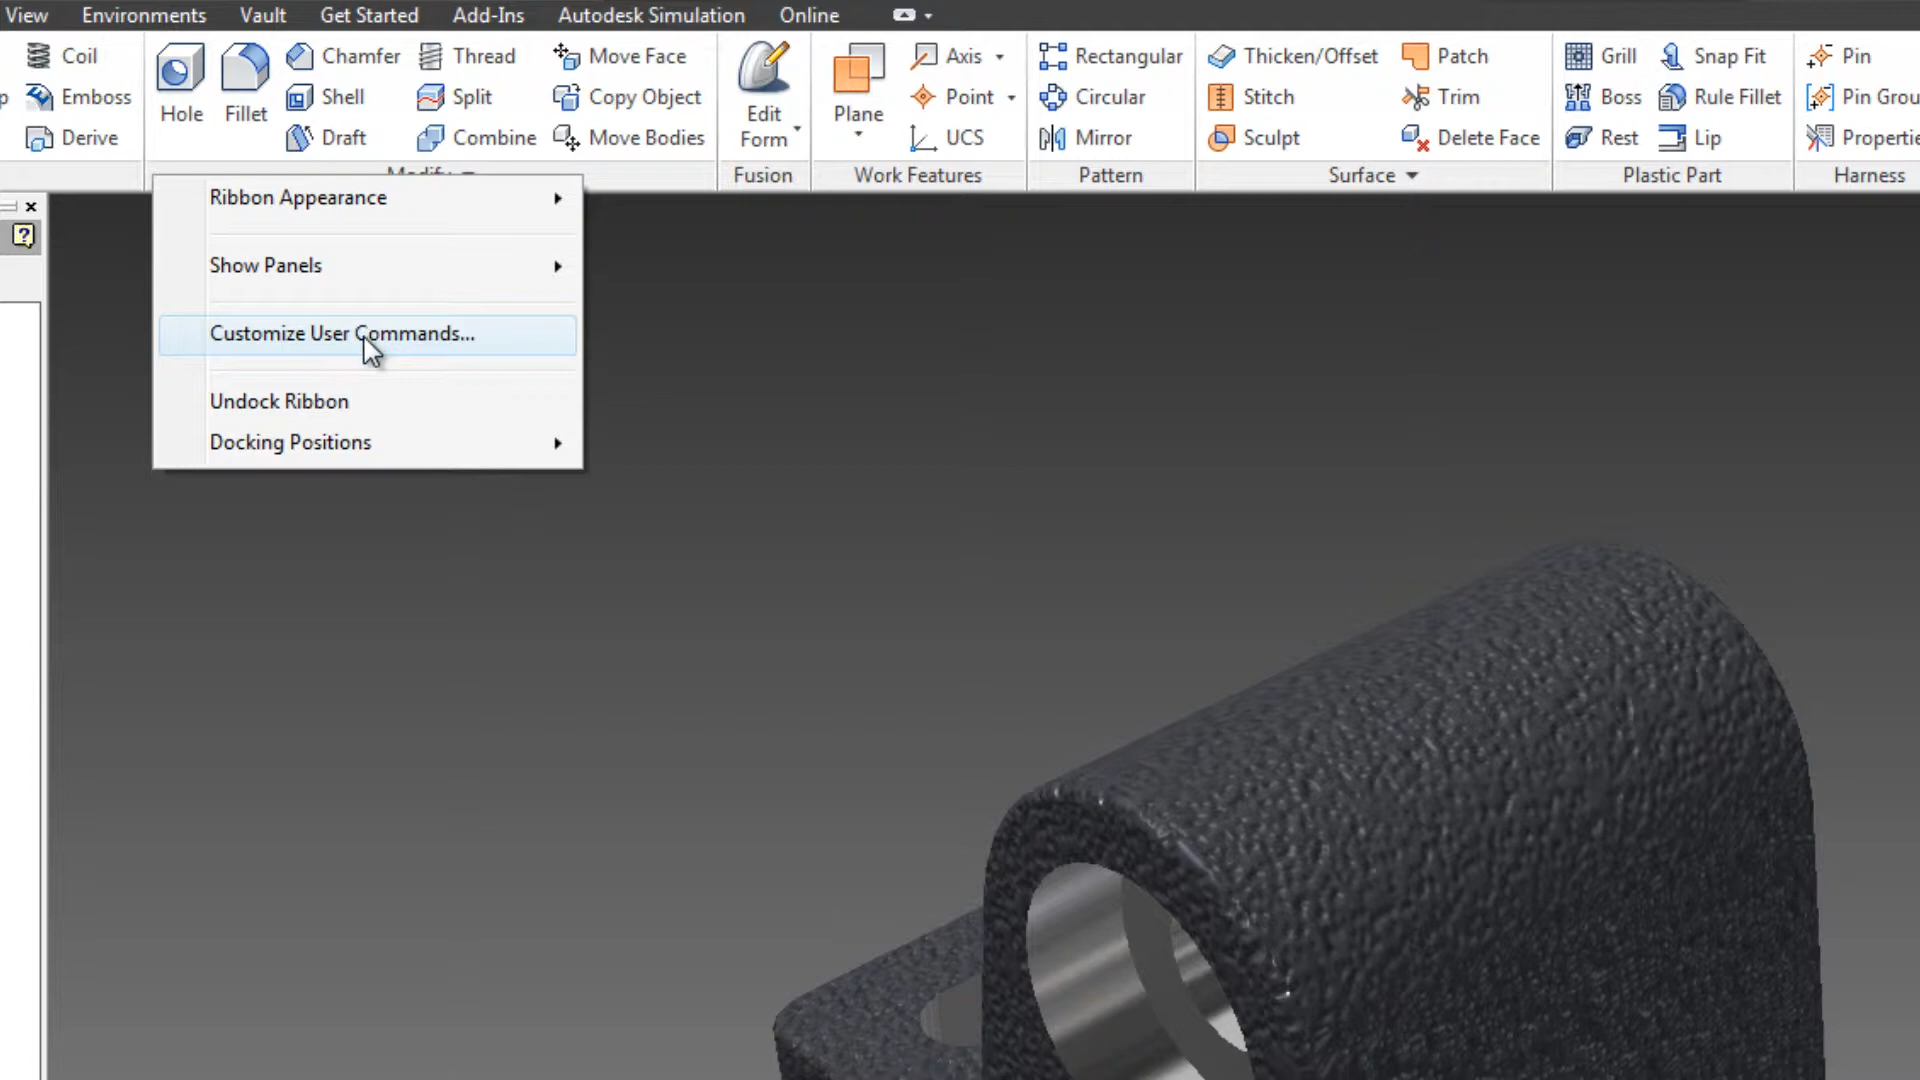 View Environments Vault Get Started Add-Ins Autodesk Simulation Online
Coil Chamfer Thread Move Face Axis Rectangular Thicken/Offset Patch Grill Snap Fit Pin
Emboss Shell Split Copy Object Point Circular Stitch Trim Boss Rule Fillet Pin Grou
Hole Fillet Edit Form Plane
Derive Draft Combine Move Bodies UCS Mirror Sculpt Delete Face Rest Lip Propertie
Modify Fusion Work Features Pattern Surface Plastic Part Harness
Ribbon Appearance
Show Panels
Customize User Commands...
Undock Ribbon
Docking Positions